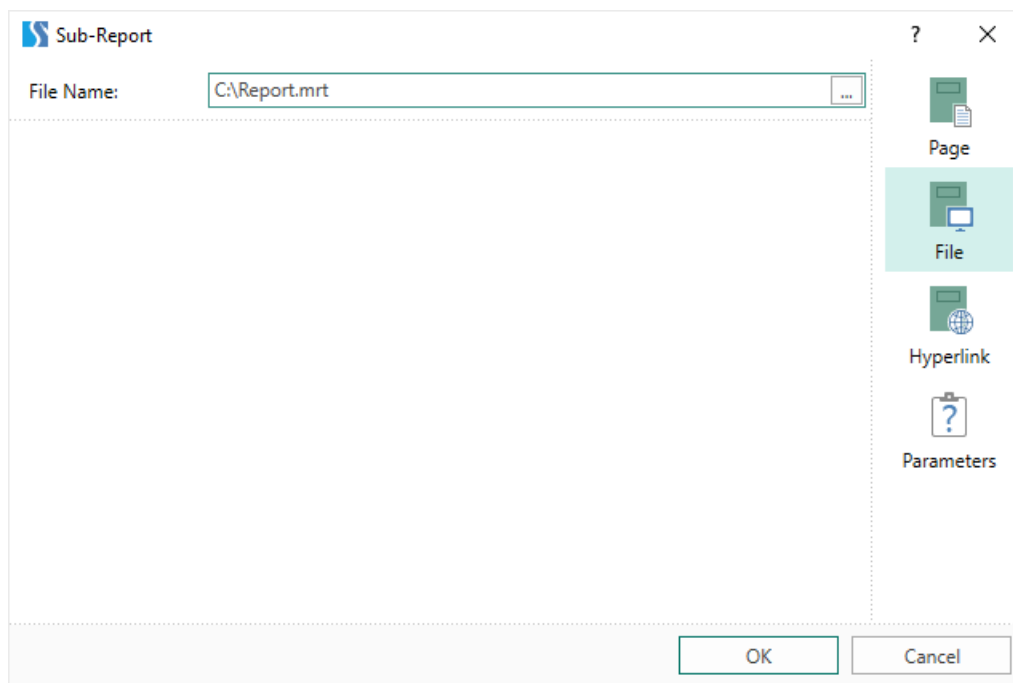 Sub-Report
?
File Name:
C:\Report.mrt
...
Page
File
Hyperlink
?
Parameters
OK
Cancel